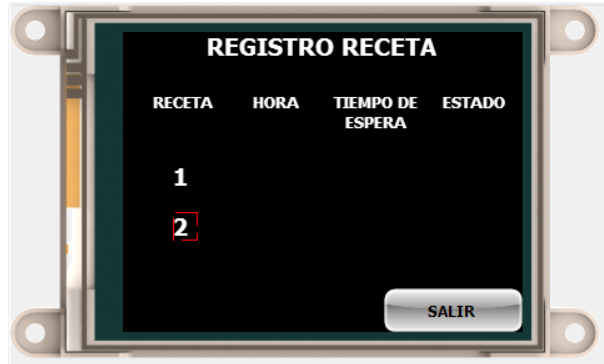 REGISTRO RECETA
RECETA HORA TIEMPO DE ESPERA ESTADO
1
2
SALIR